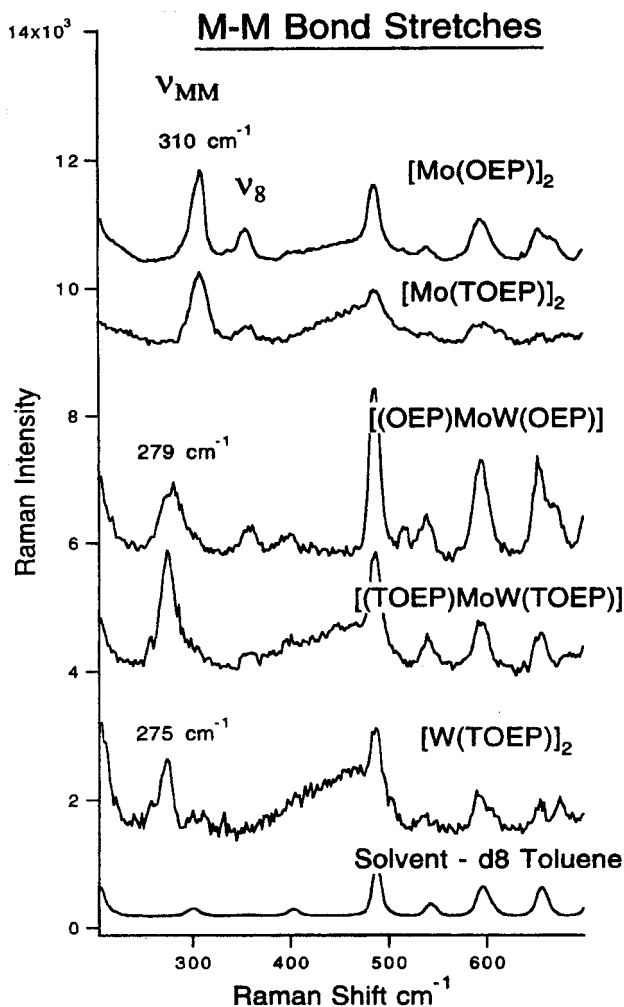 M-M Bond Stretches
14x10³
ν_MM
310 cm⁻¹
ν₈
[Mo(OEP)]₂
12
[Mo(TOEP)]₂
10
8
[(OEP)MoW(OEP)]
279 cm⁻¹
6
[(TOEP)MoW(TOEP)]
4
275 cm⁻¹
[W(TOEP)]₂
2
Solvent - d8 Toluene
0
Raman Intensity
300 400 500 600
Raman Shift cm⁻¹